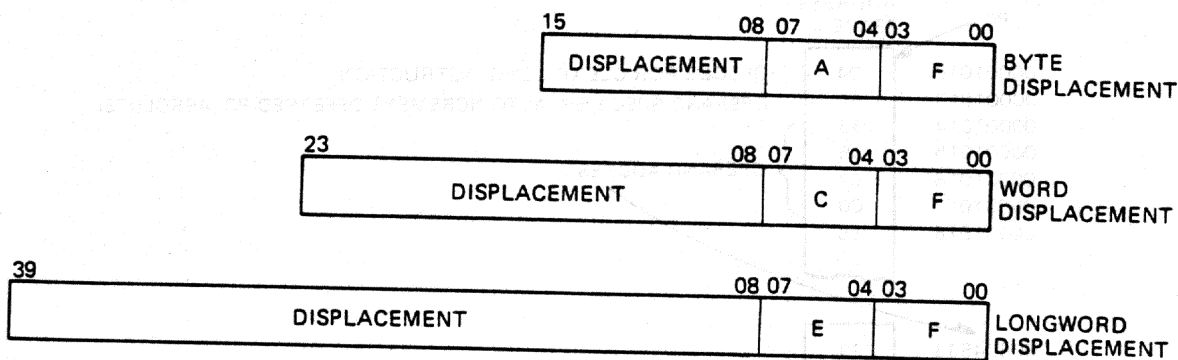 15 08 07 04 03 00
DISPLACEMENT A F BYTE
DISPLACEMENT
23 08 07 04 03 00
DISPLACEMENT C F WORD
DISPLACEMENT
39 08 07 04 03 00
DISPLACEMENT E F LONGWORD
DISPLACEMENT